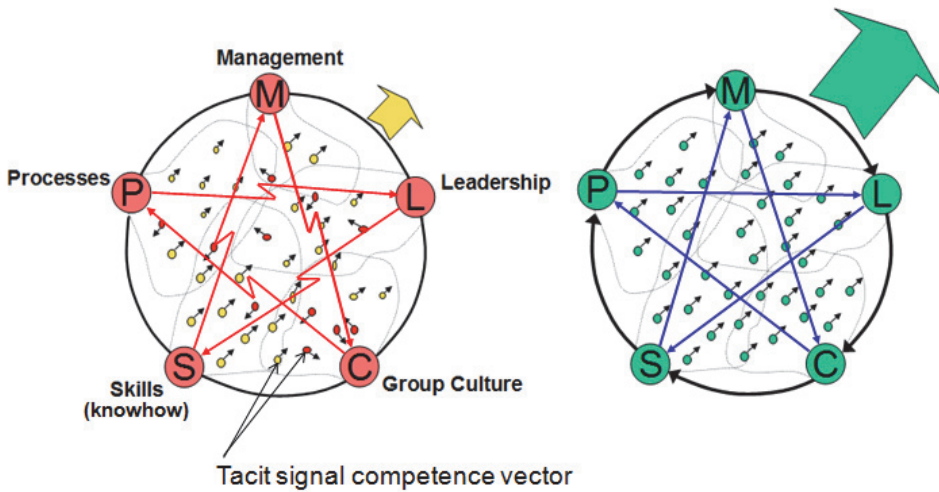 Management
M
M
Processes
P
L
Leadership
P
L
S
C
S
C
Skills
(knowhow)
Group Culture
Tacit signal competence vector